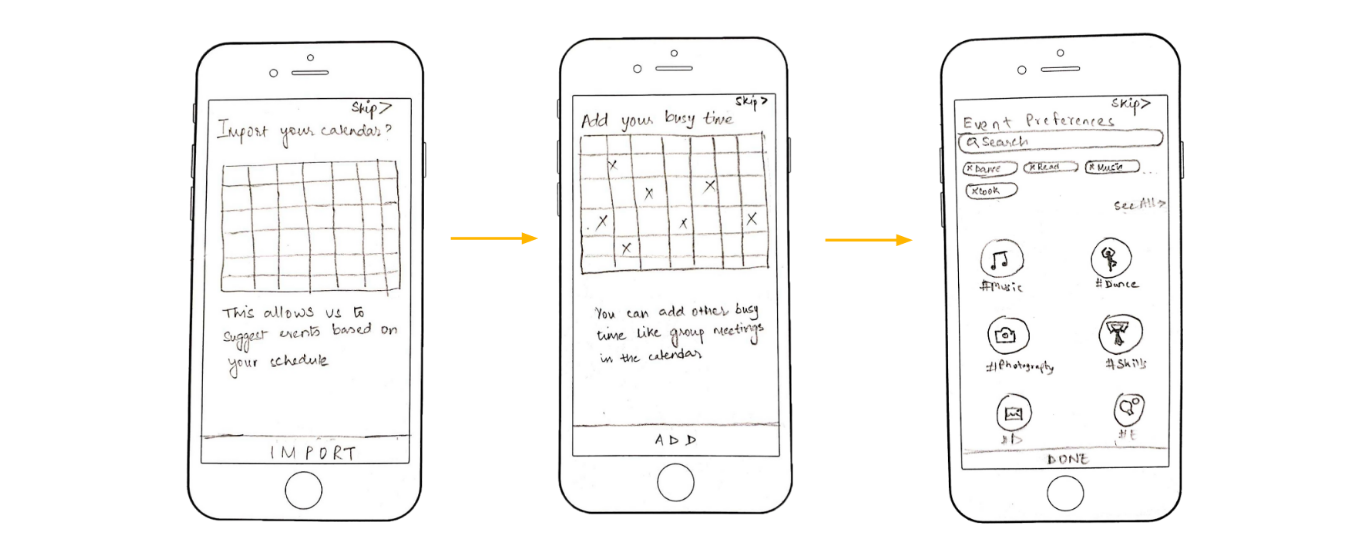 Skip >
Import your calendar?
This allows us to
suggest events based on
your schedule
IMPORT
Skip >
Add your busy time
x
x
x
x
x
x
x
You can add other busy
time like group meetings
in the calendar
ADD
Skip >
Event Preferences
Search
x Dance x Read x Music ...
x Cook
See All >
#Music #Dance
#Photography #Skills
#D #E
DONE